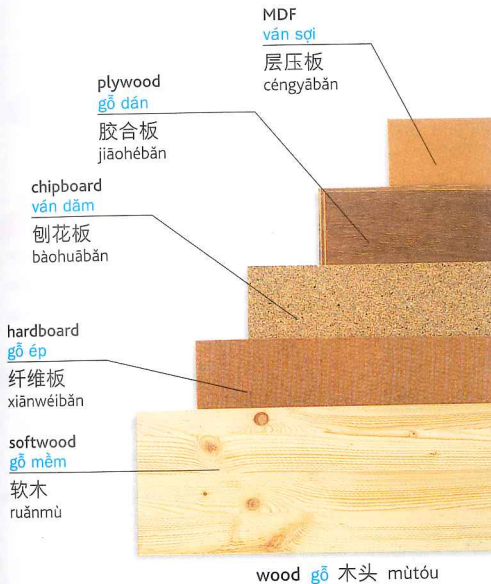 MDF
ván sợi
层压板
céngyābǎn
plywood
gỗ dán
胶合板
jiāohébǎn
chipboard
ván dăm
刨花板
bàohuābǎn
hardboard
gỗ ép
纤维板
xiānwéibǎn
softwood
gỗ mềm
软木
ruǎnmù
wood gỗ 木头 mùtóu